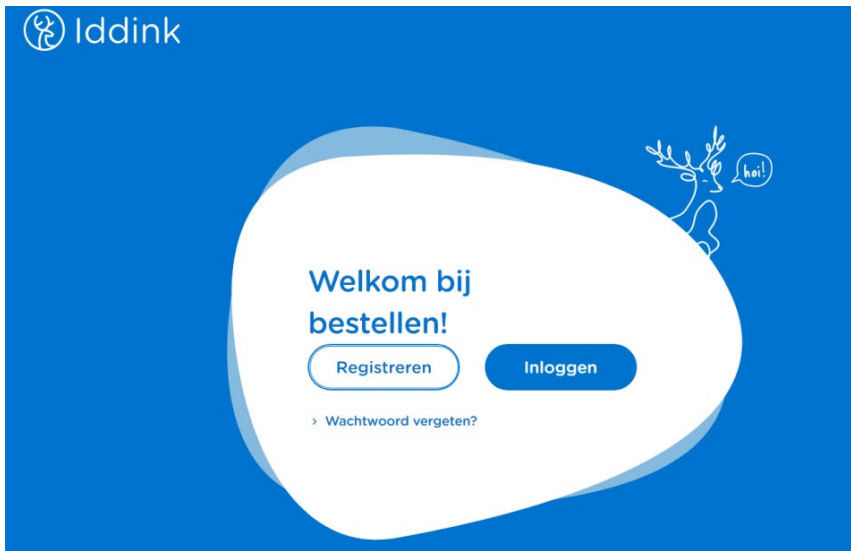 Iddink
hoi!
Welkom bij
bestellen!
Registreren
Inloggen
> Wachtwoord vergeten?